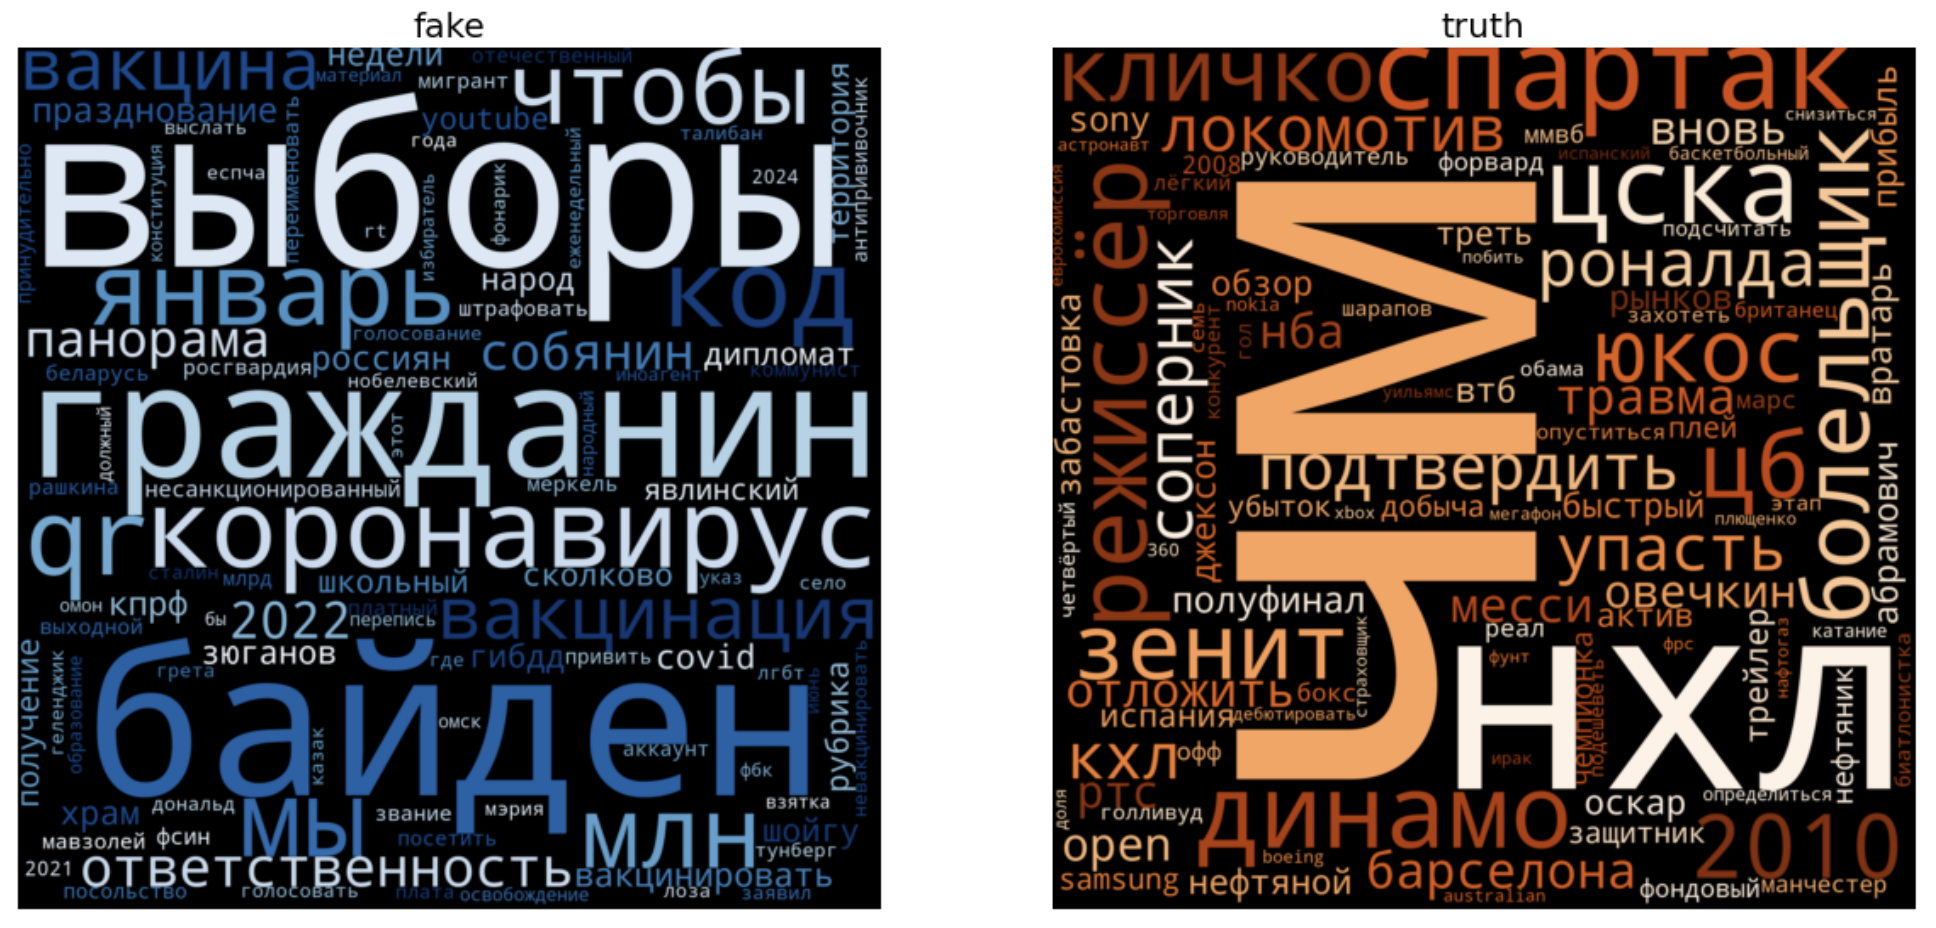 fake
вакцина
недели
отечественный
материал
мигрант
чтобы
празднование
выслать
youtube
года
талибан
территория
антипрививочник
переименовать
еженедельный
принудительно
конституция
еспча
выборы
2024
rt
избиратель
фонарик
январь
народ
штрафовать
код
панорама
голосование
россиян
собянин
дипломат
беларусь
росгвардия
нобелевский
иноагент
коммунист
гражданин
должный
этот
народный
рашкина
несанкционированный
меркель
явлинский
qr
коронавирус
сталин
млрд
школьный
сколково
указ
село
омон
кпрф
бы
2022
платный
перепись
вакцинация
выходной
зюганов
где
гибдд
привить
covid
лгбт
получение
геленджик
образование
грета
байден
казак
омск
аккаунт
фбк
июнь
рубрика
невакцинировать
храм
дональд
мы
звание
мэрия
млн
взятка
шойгу
мавзолей
фсин
посетить
тунберг
2021
ответственность
вакцинировать
посольство
голосовать
плата
освобождение
лоза
заявил
truth
кличко
спартак
sony
астронавт
локомотив
ммвб
вновь
снизиться
прибыль
2008
руководитель
форвард
испанский
баскетбольный
еврокомиссия
режиссёр
лёгкий
торговля
цска
подсчитать
болельщик
соперник
треть
побить
роналда
обзор
nokia
шарапов
рынков
захотеть
британец
вратарь
забастовка
конкурент
семь
гол
нба
чм
обама
юкос
уильямс
втб
травма
марс
опуститься
плей
подтвердить
цб
джексон
убыток
xbox
добыча
мегафон
быстрый
этап
плющенко
абрамович
четвёртый
360
упасть
полуфинал
месси
овечкин
актив
реал
катание
зенит
страховщик
фунт
фрс
трейлер
нафтогаз
нхл
чемпионка
подешеветь
отложить
бокс
испания
дебютировать
кхл
офф
ирак
нефтяник
биатлонистка
ртс
доля
голливуд
динамо
оскар
определиться
защитник
2010
open
boeing
samsung
нефтяной
барселона
australian
фондовый
манчестер